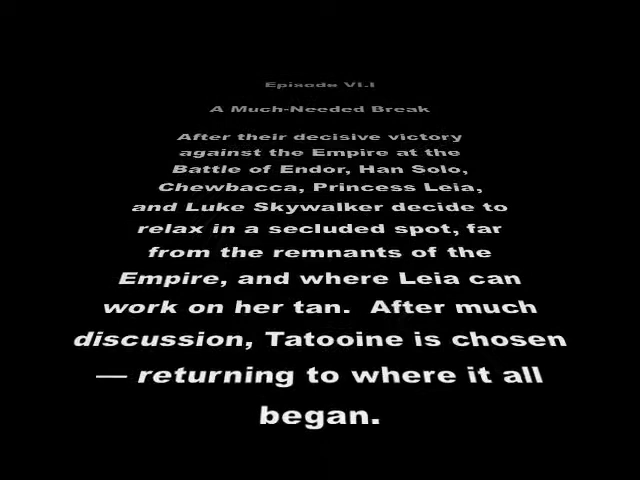 Episode VI.I
A Much-Needed Break
After their decisive victory
against the Empire at the
Battle of Endor, Han Solo,
Chewbacca, Princess Leia,
and Luke Skywalker decide to
relax in a secluded spot, far
from the remnants of the
Empire, and where Leia can
work on her tan.  After much
discussion, Tatooine is chosen
— returning to where it all
began.